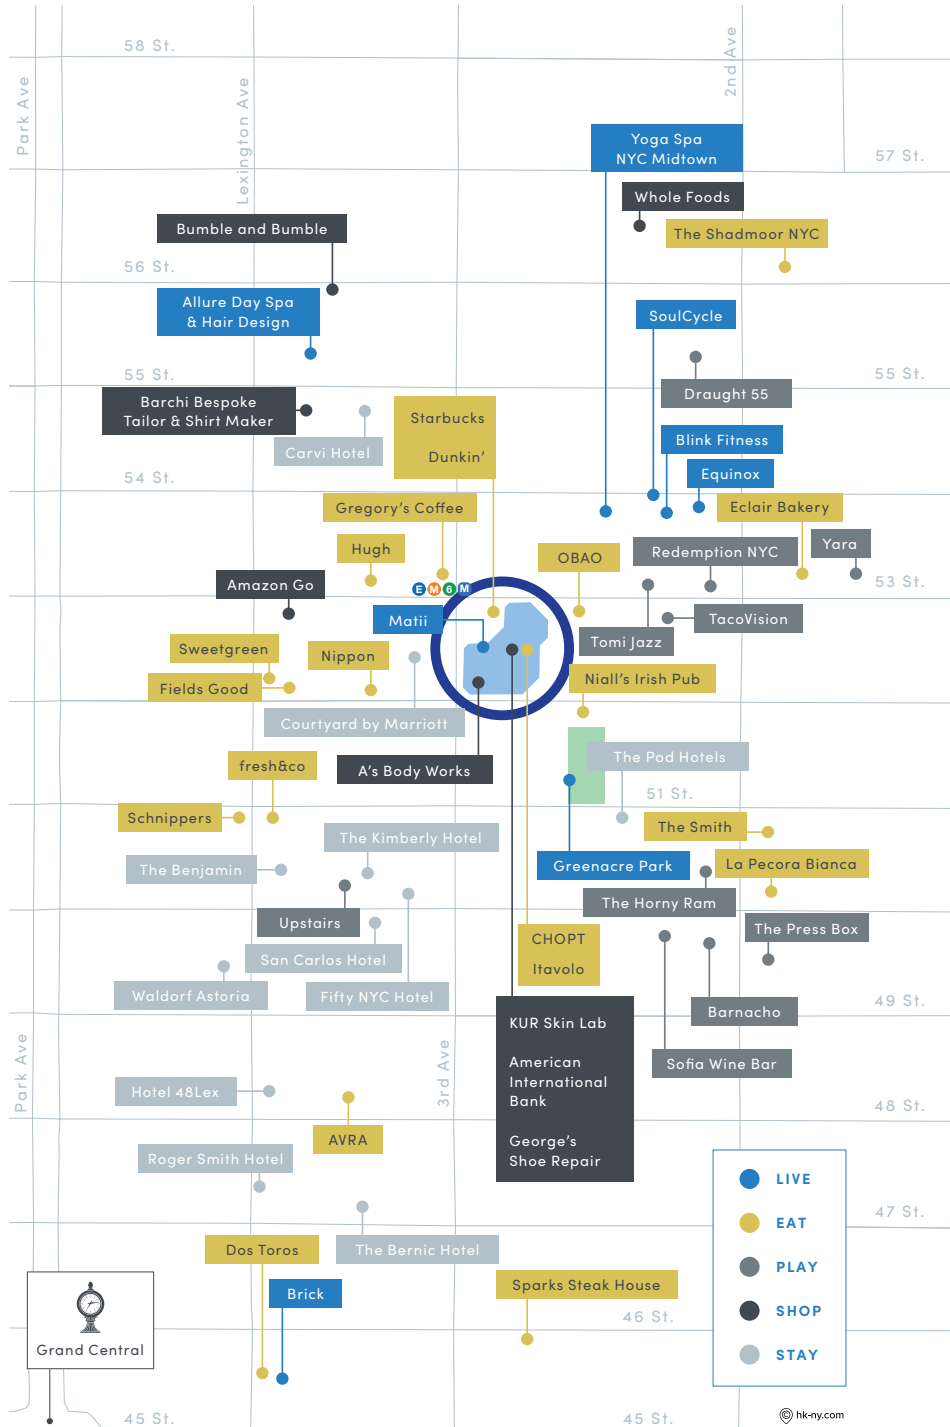 58 St.
Park Ave
Lexington Ave
2nd Ave
57 St.
Yoga Spa
NYC Midtown
Whole Foods
The Shadmoor NYC
Bumble and Bumble
56 St.
Allure Day Spa
& Hair Design
SoulCycle
55 St.
55 St.
Draught 55
Barchi Bespoke
Tailor & Shirt Maker
Carvi Hotel
Starbucks
Dunkin’
Blink Fitness
Equinox
54 St.
Gregory’s Coffee
Eclair Bakery
Hugh
OBAO
Redemption NYC
Yara
Amazon Go
E M 6 M
53 St.
Matii
TacoVision
Tomi Jazz
Sweetgreen
Nippon
Fields Good
Niall’s Irish Pub
Courtyard by Marriott
fresh&co
A’s Body Works
The Pod Hotels
51 St.
Schnippers
The Smith
The Kimberly Hotel
The Benjamin
Greenacre Park
La Pecora Bianca
The Horny Ram
Upstairs
The Press Box
CHOPT
Itavolo
San Carlos Hotel
Waldorf Astoria
Fifty NYC Hotel
49 St.
Barnacho
KUR Skin Lab
American
International
Bank
George’s
Shoe Repair
Sofia Wine Bar
Park Ave
3rd Ave
Hotel 48Lex
48 St.
AVRA
Roger Smith Hotel
LIVE
EAT
PLAY
SHOP
STAY
47 St.
Dos Toros
The Bernic Hotel
Brick
Sparks Steak House
46 St.
Grand Central
45 St.
45 St.
© hk-ny.com